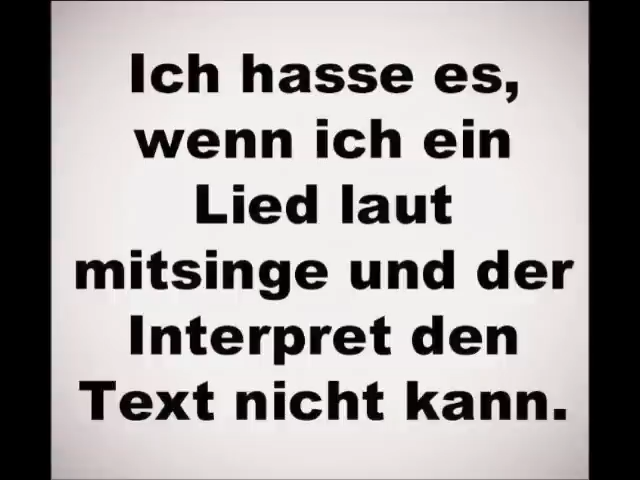 Ich hasse es,
wenn ich ein
Lied laut
mitsinge und der
Interpret den
Text nicht kann.